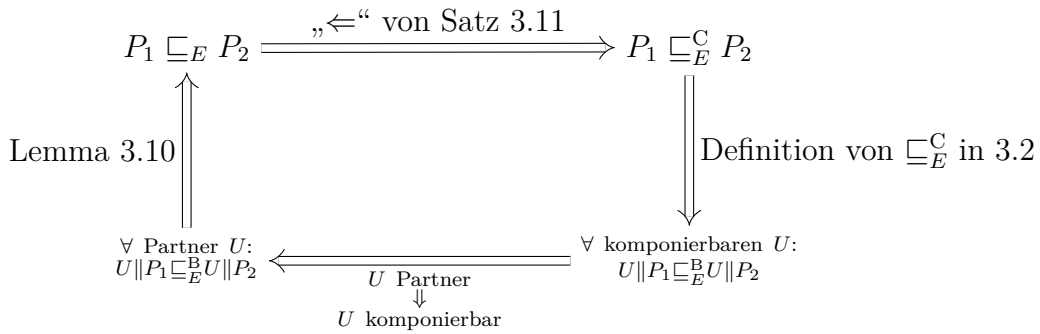 „⇐“ von Satz 3.11
P₁ ⊑_E P₂
P₁ ⊑_E^C P₂
Lemma 3.10
Definition von ⊑_E^C in 3.2
∀ Partner U:
U∥P₁⊑_E^B U∥P₂
∀ komponierbaren U:
U∥P₁⊑_E^B U∥P₂
U Partner
⇓
U komponierbar